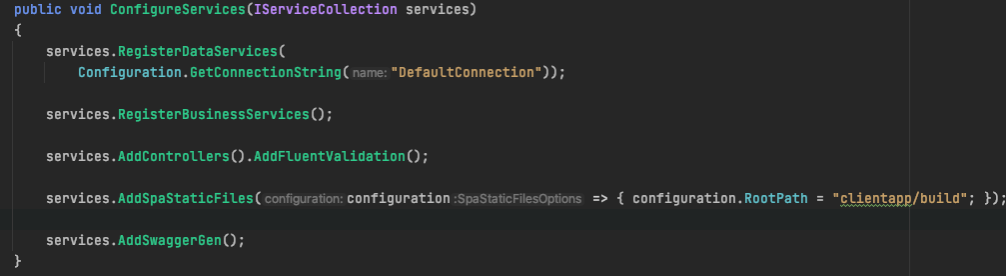 public void ConfigureServices(IServiceCollection services)
{
services.RegisterDataServices(
Configuration.GetConnectionString( name: "DefaultConnection"));
services.RegisterBusinessServices();
services.AddControllers().AddFluentValidation();
services.AddSpaStaticFiles( configuration: configuration :SpaStaticFilesOptions => { configuration.RootPath = "clientapp/build"; });
services.AddSwaggerGen();
}